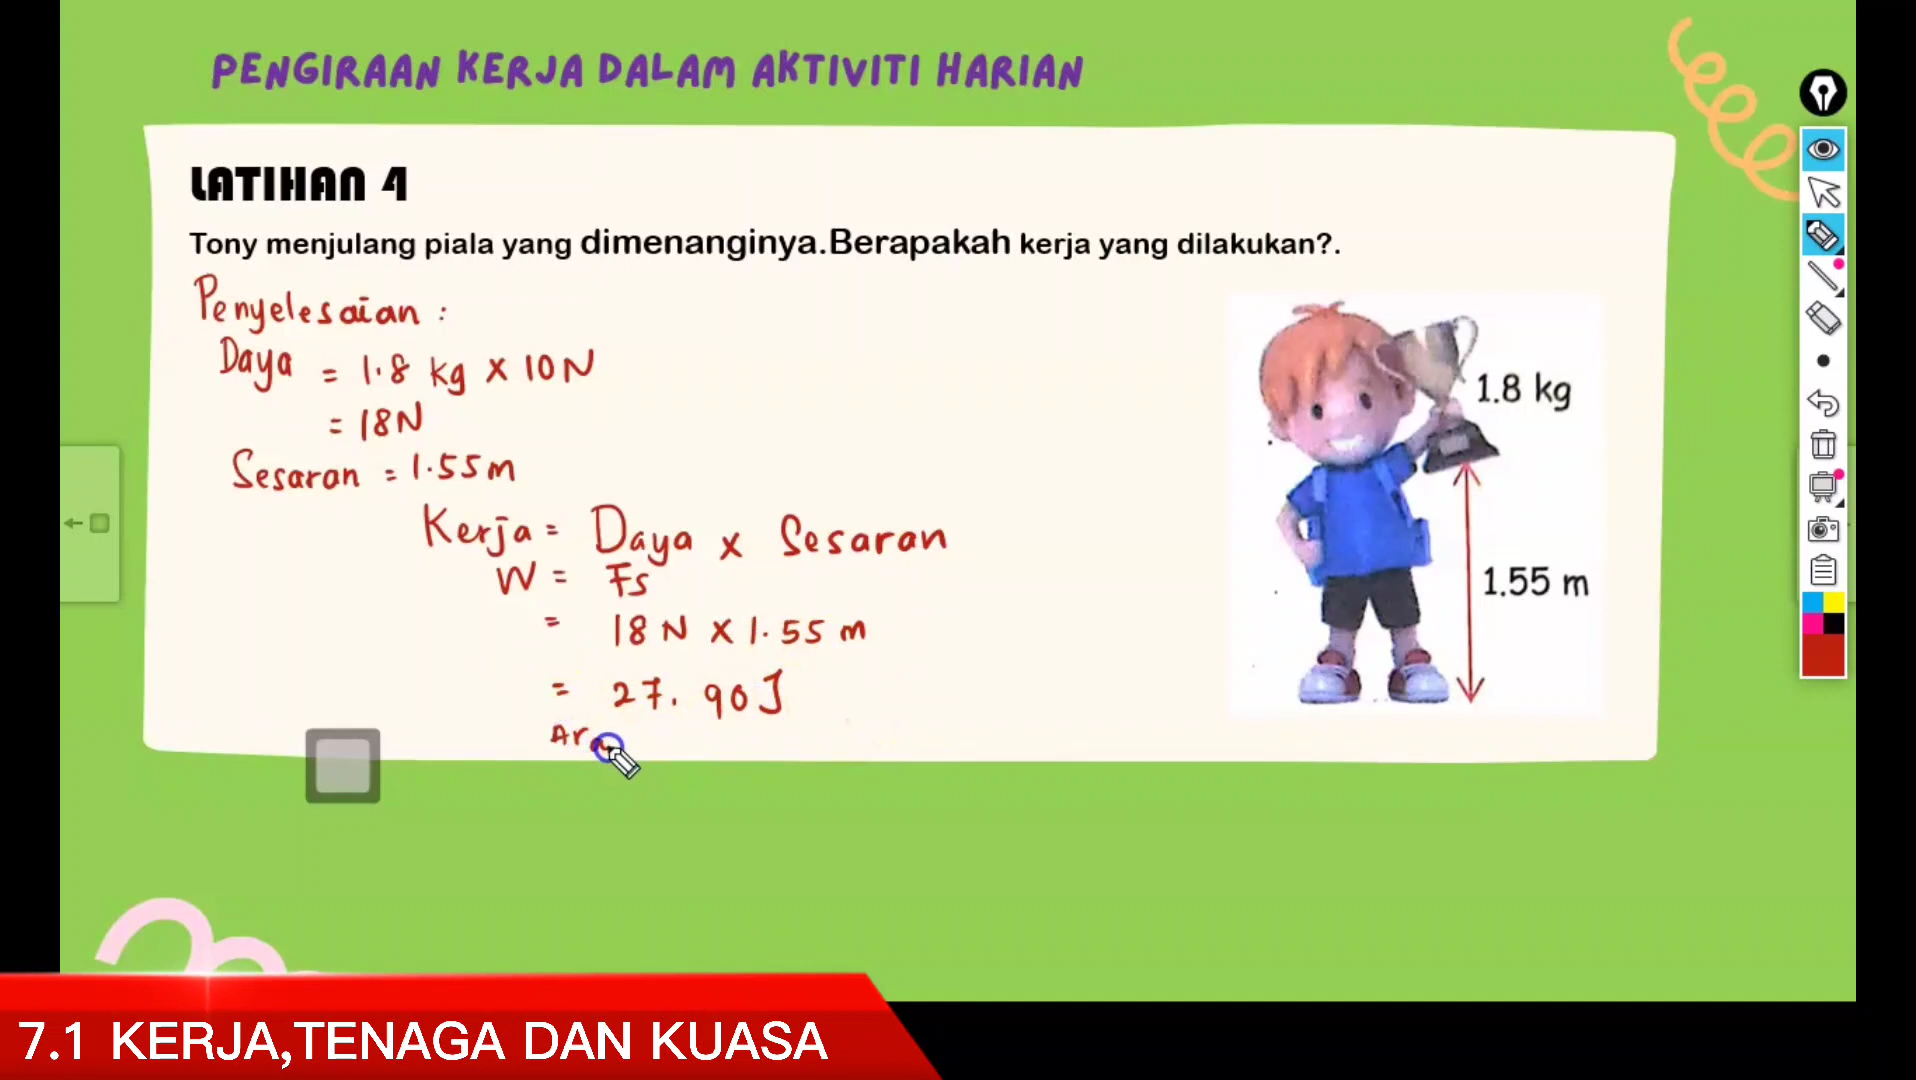 PENGIRAAN KERJA DALAM AKTIVITI HARIAN
LATIHAN 4
Tony menjulang piala yang dimenanginya.Berapakah kerja yang dilakukan?.
Penyelesaian :
Daya = 1.8 kg x 10N
= 18N
Sesaran = 1.55m
Kerja = Daya x Sesaran
W = Fs
= 18N x 1.55 m
= 27.90J
Ara
1.8 kg
1.55 m
7.1 KERJA,TENAGA DAN KUASA